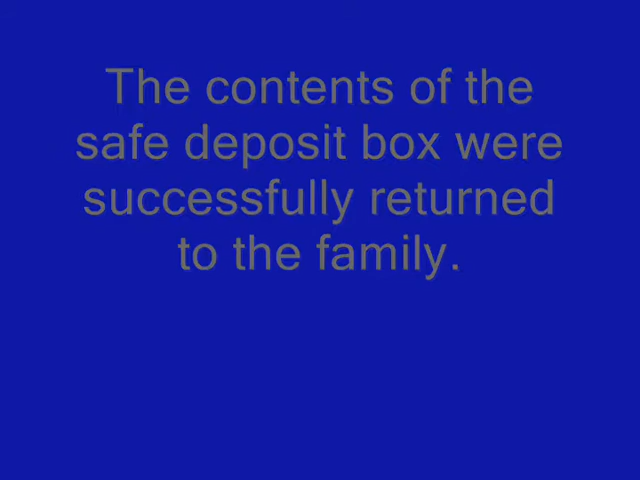 The contents of the
safe deposit box were
successfully returned
to the family.